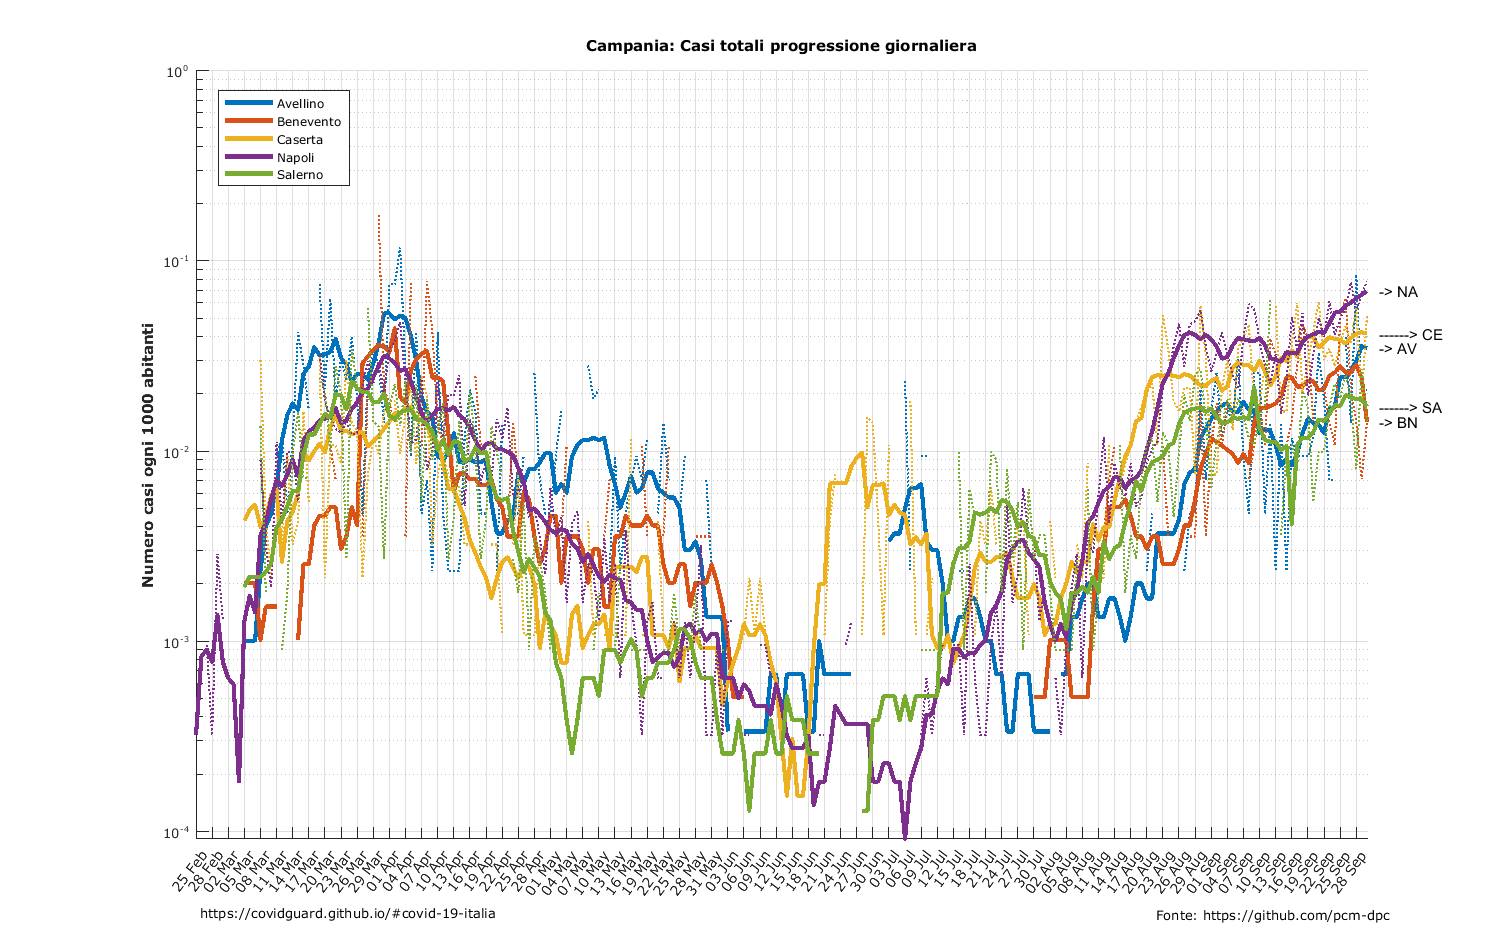 Campania: Casi totali progressione giornaliera
Numero casi ogni 1000 abitanti
10^0
10^-1
10^-2
10^-3
10^-4
Avellino
Benevento
Caserta
Napoli
Salerno
-> NA
------> CE
-> AV
------> SA
-> BN
25 Feb
28 Feb
02 Mar
05 Mar
08 Mar
11 Mar
14 Mar
17 Mar
20 Mar
23 Mar
26 Mar
29 Mar
01 Apr
04 Apr
07 Apr
10 Apr
13 Apr
16 Apr
19 Apr
22 Apr
25 Apr
28 Apr
01 May
04 May
07 May
10 May
13 May
16 May
19 May
22 May
25 May
28 May
31 May
03 Jun
06 Jun
09 Jun
12 Jun
15 Jun
18 Jun
21 Jun
24 Jun
27 Jun
30 Jun
03 Jul
06 Jul
09 Jul
12 Jul
15 Jul
18 Jul
21 Jul
24 Jul
27 Jul
30 Jul
02 Aug
05 Aug
08 Aug
11 Aug
14 Aug
17 Aug
20 Aug
23 Aug
26 Aug
29 Aug
01 Sep
04 Sep
07 Sep
10 Sep
13 Sep
16 Sep
19 Sep
22 Sep
25 Sep
28 Sep
https://covidguard.github.io/#covid-19-italia
Fonte: https://github.com/pcm-dpc